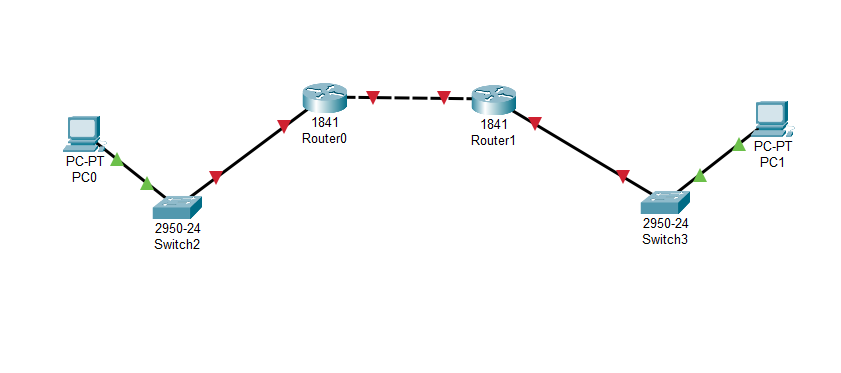 1841
Router0
1841
Router1
PC-PT
PC0
PC-PT
PC1
2950-24
Switch2
2950-24
Switch3